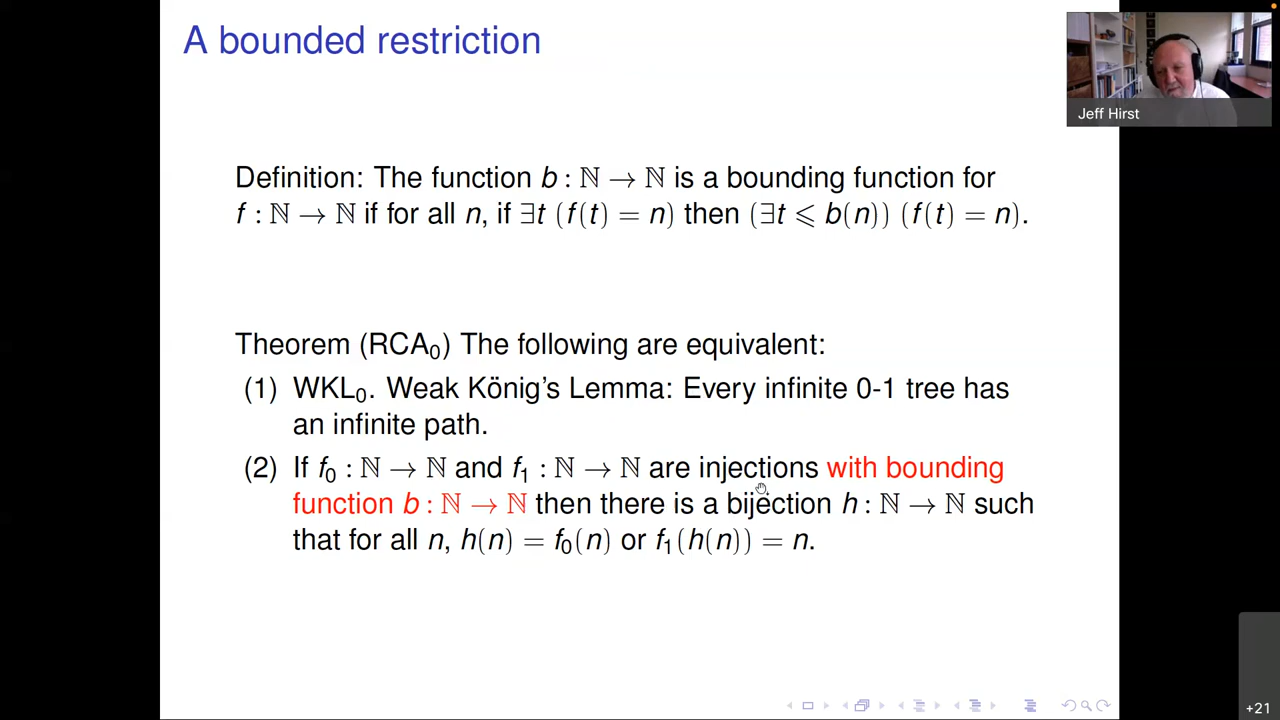 A bounded restriction
Jeff Hirst
Definition: The function b : ℕ → ℕ is a bounding function for
f : ℕ → ℕ if for all n, if ∃t (f(t) = n) then (∃t ⩽ b(n)) (f(t) = n).
Theorem (RCA₀) The following are equivalent:
(1) WKL₀. Weak König's Lemma: Every infinite 0-1 tree has
an infinite path.
(2) If f₀ : ℕ → ℕ and f₁ : ℕ → ℕ are injections with bounding
function b : ℕ → ℕ then there is a bijection h : ℕ → ℕ such
that for all n, h(n) = f₀(n) or f₁(h(n)) = n.
+21